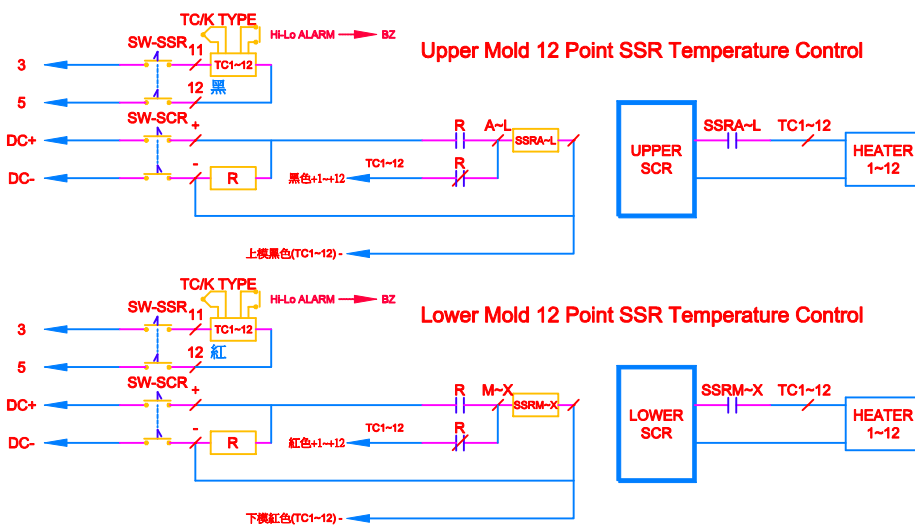 TC/K TYPE
Hi-Lo ALARM
BZ
SW-SSR
11
Upper Mold 12 Point SSR Temperature Control
3
TC1~12
12
黑
5
SW-SCR
+
R
A~L
SSRA~L
TC1~12
DC+
SSRA~L
UPPER
SCR
HEATER
1~12
-
TC1~12
R
DC-
R
黑色+1~+12
上模黑色(TC1~12) -
TC/K TYPE
Hi-Lo ALARM
BZ
SW-SSR
11
Lower Mold 12 Point SSR Temperature Control
3
TC1~12
12
紅
5
SW-SCR
+
R
M~X
SSRM~X
TC1~12
DC+
SSRM~X
LOWER
SCR
HEATER
1~12
-
TC1~12
R
DC-
R
紅色+1~+12
下模紅色(TC1~12) -